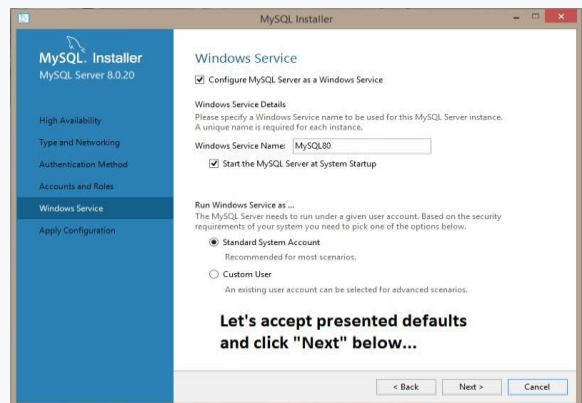 MySQL Installer
MySQL. Installer
MySQL Server 8.0.20
High Availability
Type and Networking
Authentication Method
Accounts and Roles
Windows Service
Apply Configuration
Windows Service
Configure MySQL Server as a Windows Service
Windows Service Details
Please specify a Windows Service name to be used for this MySQL Server instance.
A unique name is required for each instance.
Windows Service Name: MySQL80
Start the MySQL Server at System Startup
Run Windows Service as ...
The MySQL Server needs to run under a given user account. Based on the security
requirements of your system you need to pick one of the options below.
Standard System Account
Recommended for most scenarios.
Custom User
An existing user account can be selected for advanced scenarios.
Let's accept presented defaults
and click "Next" below...
< Back Next > Cancel